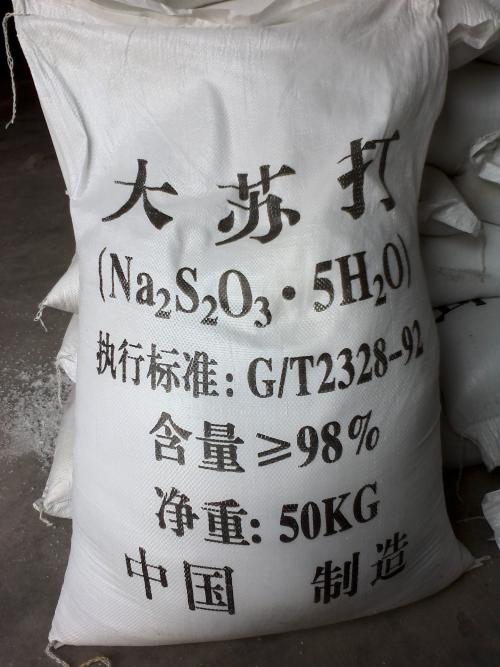 大苏打
(Na₂S₂O₃·5H₂O)
执行标准:G/T2328-92
含量≥98%
净重:50KG
中国 制造